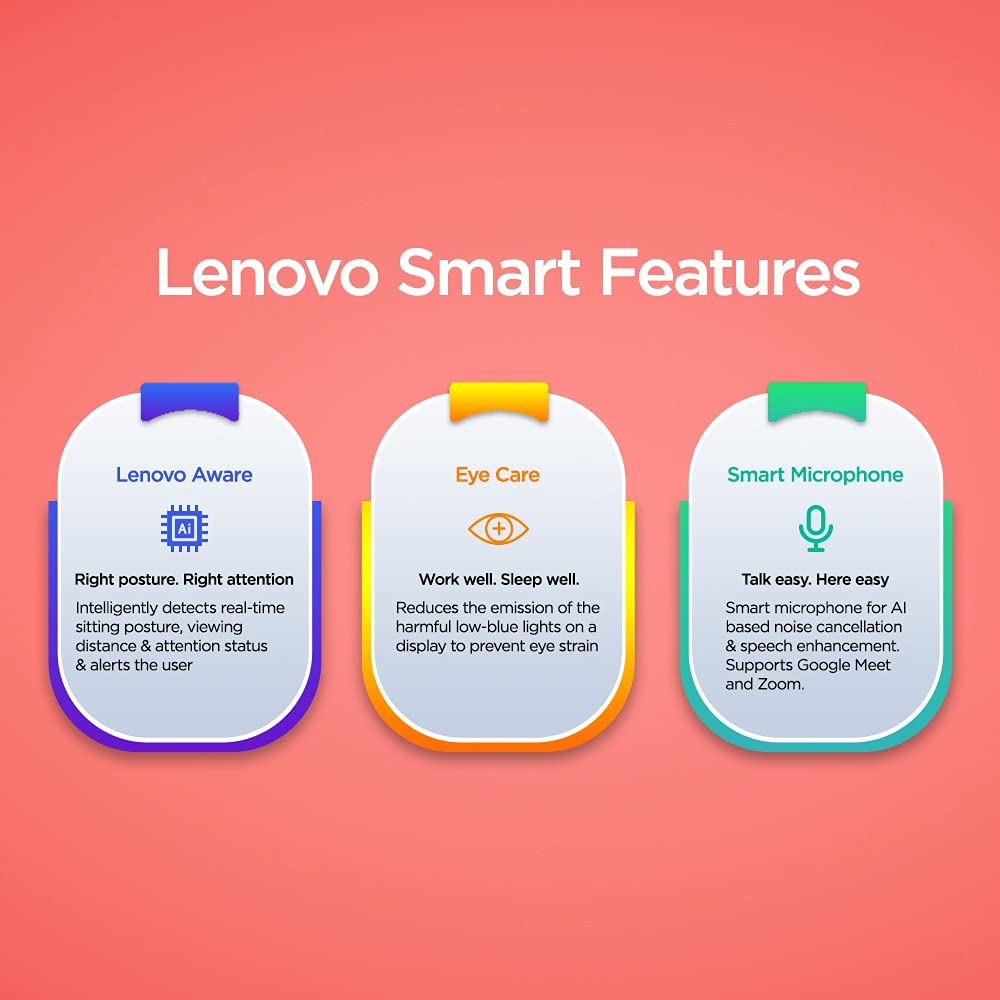 Lenovo Smart Features
Lenovo Aware
Ai
Right posture. Right attention
Intelligently detects real-time
sitting posture, viewing
distance & attention status
& alerts the user
Eye Care
Work well. Sleep well.
Reduces the emission of the
harmful low-blue lights on a
display to prevent eye strain
Smart Microphone
Talk easy. Here easy
Smart microphone for AI
based noise cancellation
& speech enhancement.
Supports Google Meet
and Zoom.